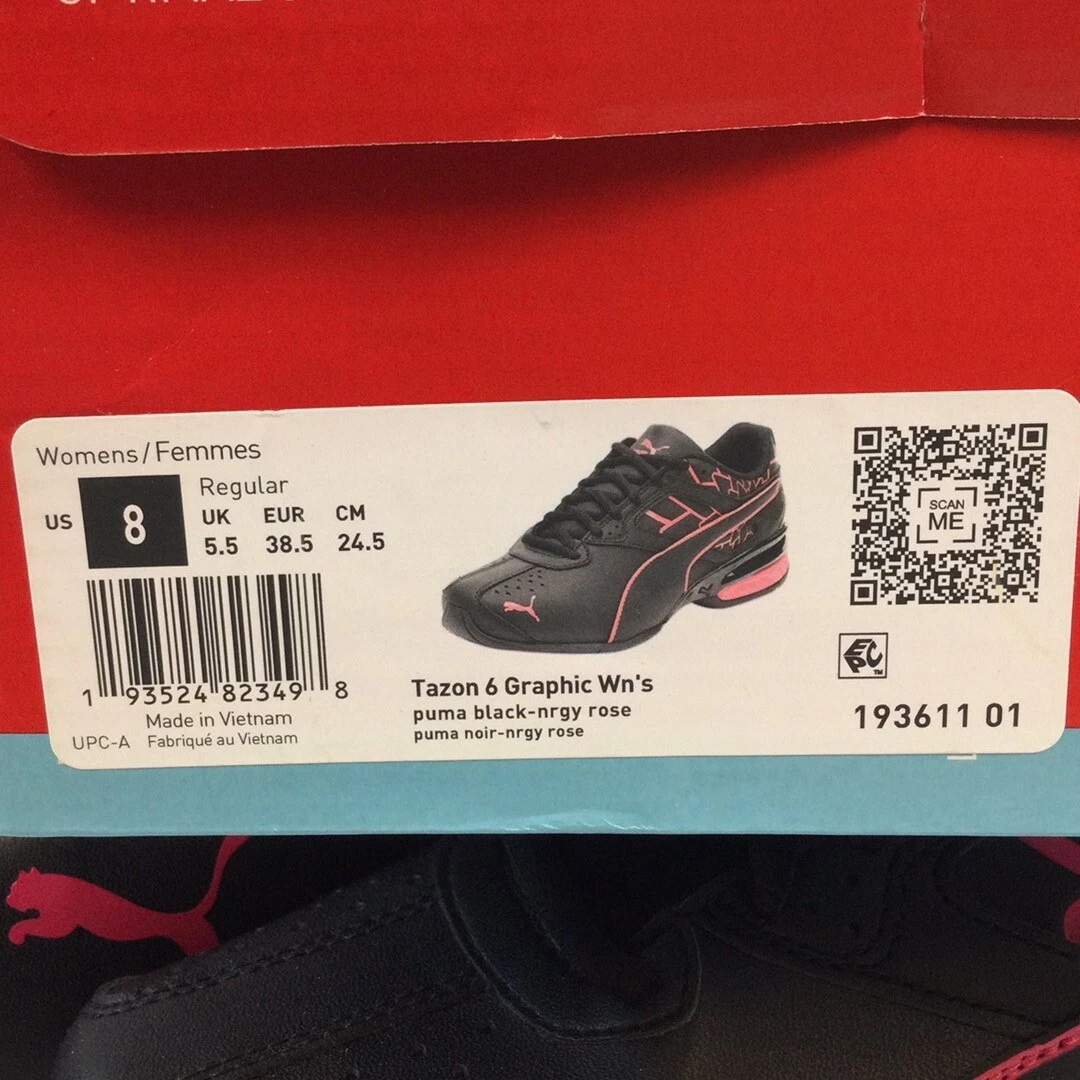 Womens/Femmes
Regular
US 8
UK EUR CM
5.5 38.5 24.5
1 93524 82349 8
Made in Vietnam
UPC-A Fabriqué au Vietnam
Tazon 6 Graphic Wn's
puma black-nrgy rose
puma noir-nrgy rose
SCAN
ME
EPC TM
193611 01